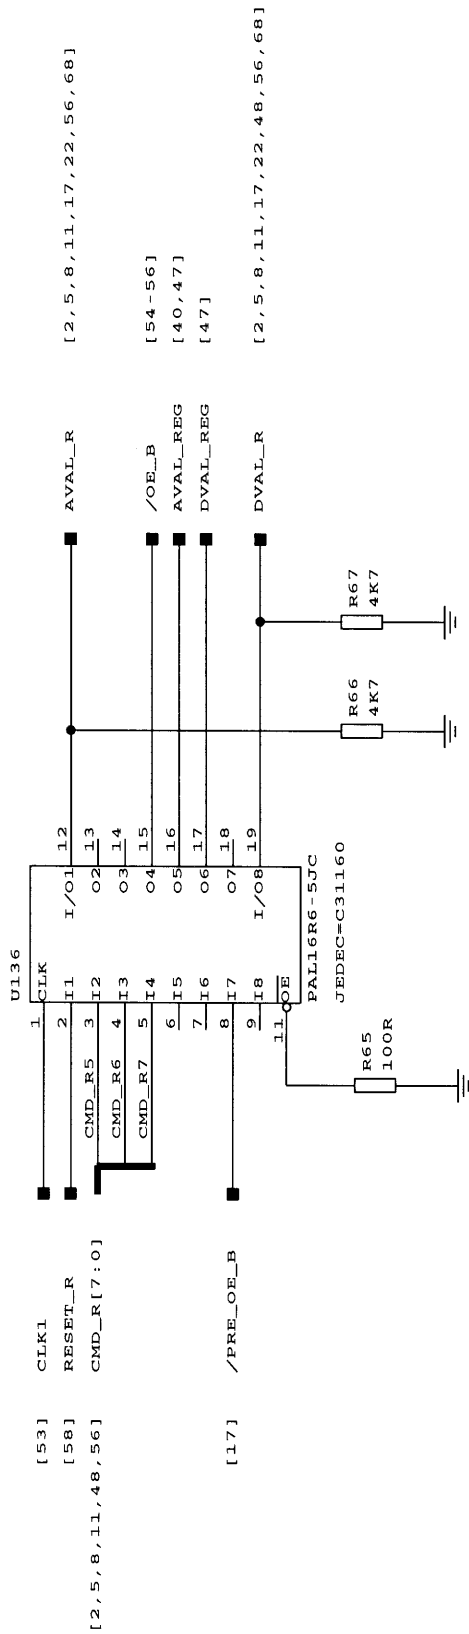 U136
[53] CLK1 1 CLK
[58] RESET_R 2 I1
[2,5,8,11,48,56] CMD_R[7:0]
CMD_R5 3 I2
CMD_R6 4 I3
CMD_R7 5 I4
6 I5
7 I6
[17] /PRE_OE_B 8 I7
9 I8
11 OE
I/O1 12 AVAL_R [2,5,8,11,17,22,56,68]
O2 13
O3 14
O4 15 /OE_B [54-56]
O5 16 AVAL_REG [40,47]
O6 17 DVAL_REG [47]
O7 18
I/O8 19 DVAL_R [2,5,8,11,17,22,48,56,68]
PAL16R6-5JC
JEDEC=C31160
R65
100R
R66
4K7
R67
4K7